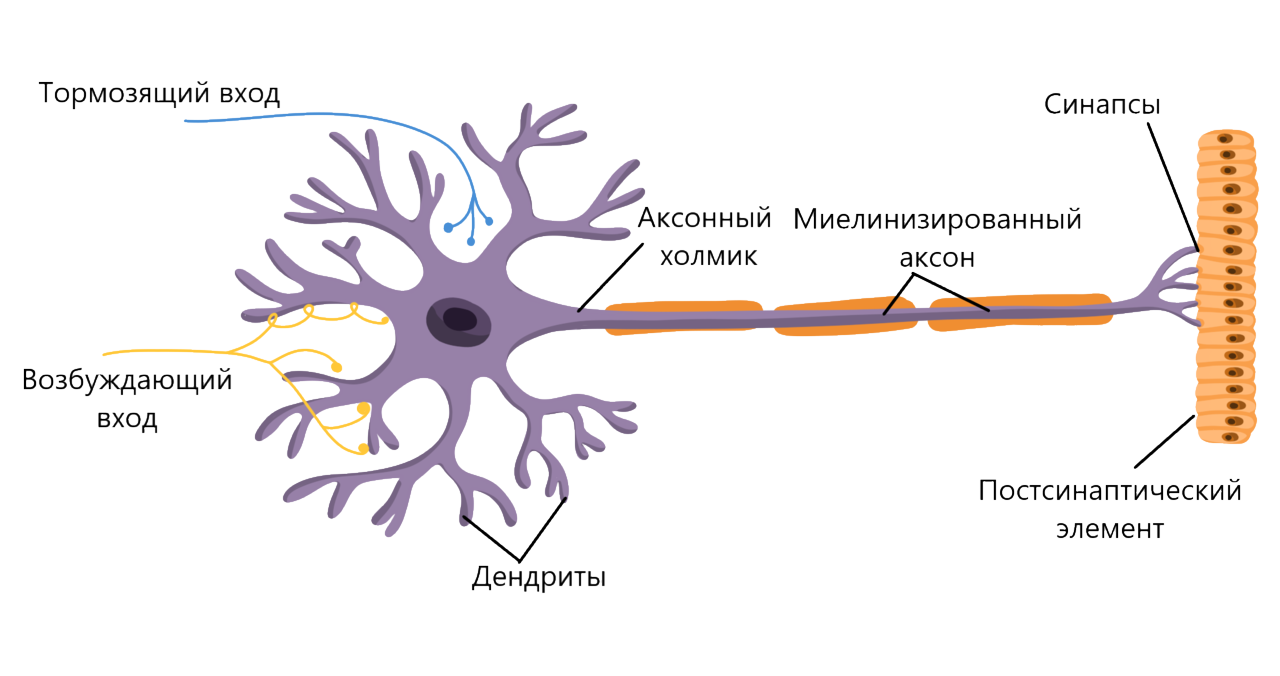 Тормозящий вход
Синапсы
Аксонный
холмик
Миелинизированный
аксон
Возбуждающий
вход
Постсинаптический
элемент
Дендриты